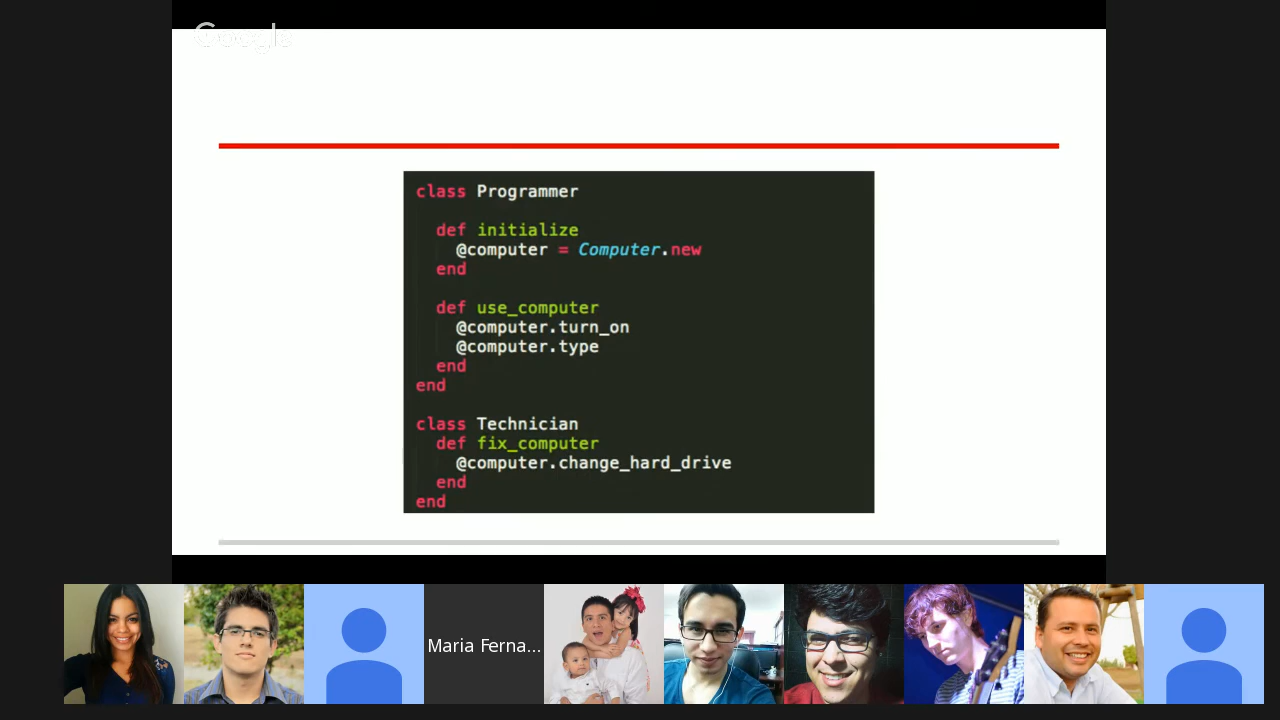 Google
class Programmer
def initialize
@computer = Computer.new
end
def use_computer
@computer.turn_on
@computer.type
end
end
class Technician
def fix_computer
@computer.change_hard_drive
end
end
Maria Ferna...